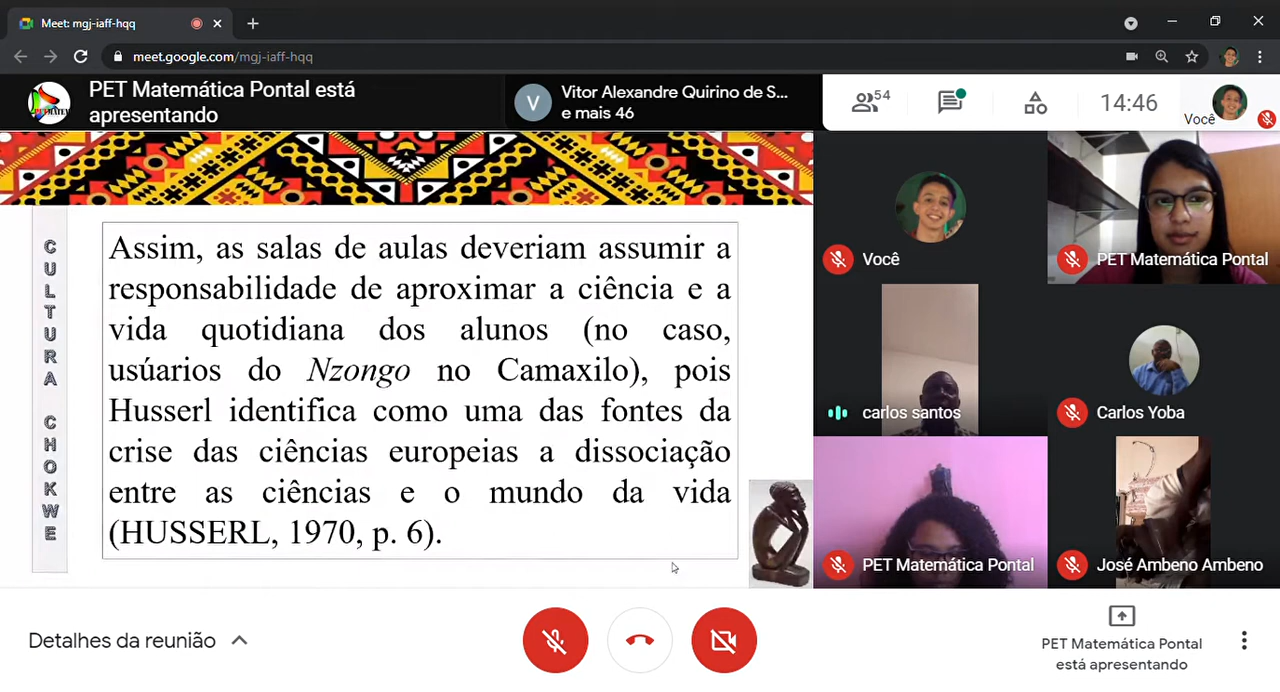 Meet: mgj-iaff-hqq
meet.google.com/mgj-iaff-hqq
PET Matemática Pontal está
apresentando
V
Vitor Alexandre Quirino de S...
e mais 46
54
14:46
Você
CULTURA CHOKWE
Assim, as salas de aulas deveriam assumir a
responsabilidade de aproximar a ciência e a
vida quotidiana dos alunos (no caso,
usúarios do Nzongo no Camaxilo), pois
Husserl identifica como uma das fontes da
crise das ciências europeias a dissociação
entre as ciências e o mundo da vida
(HUSSERL, 1970, p. 6).
Você
PET Matemática Pontal
carlos santos
Carlos Yoba
PET Matemática Pontal
José Ambeno Ambeno
Detalhes da reunião
PET Matemática Pontal
está apresentando